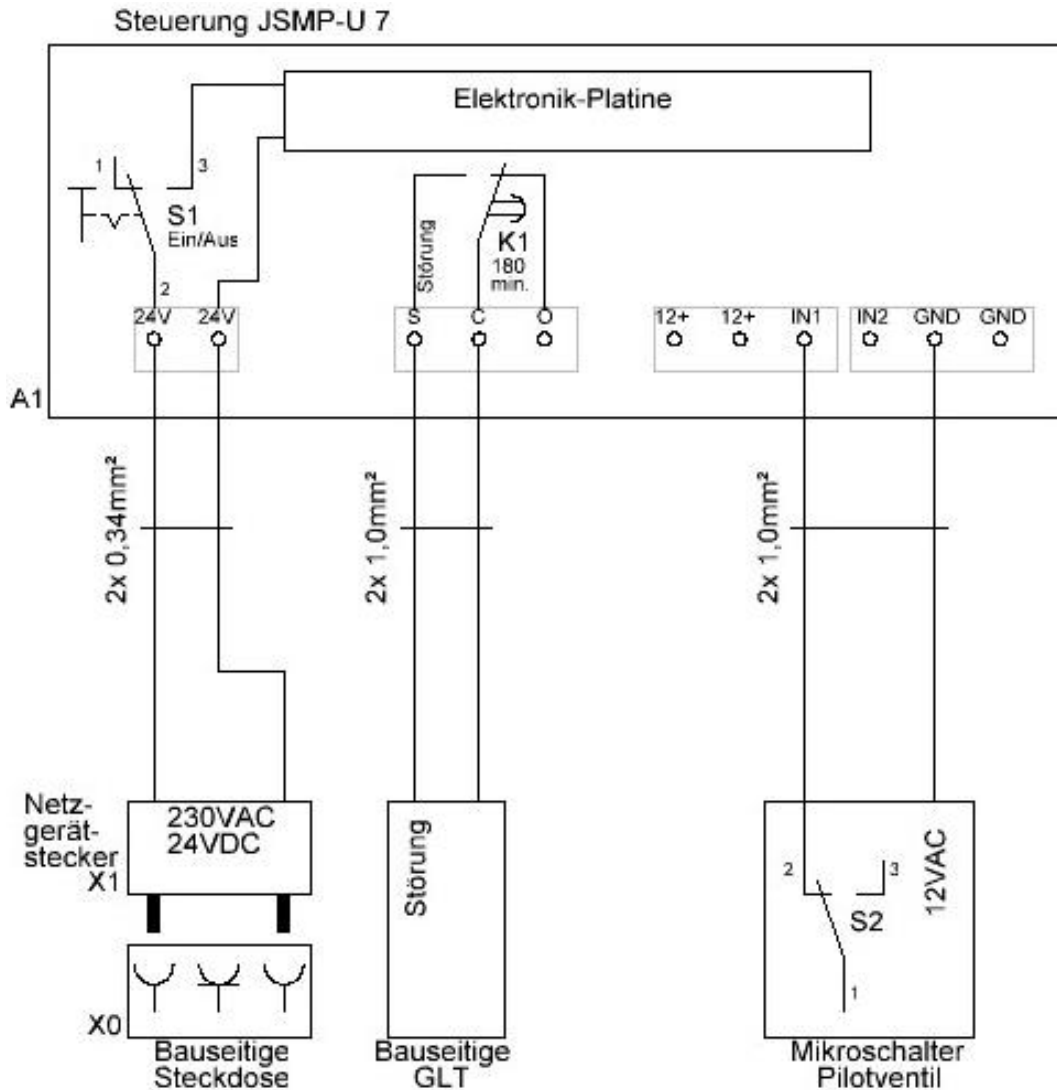 Steuerung JSMP-U 7
Elektronik-Platine
1
3
S1
Ein/Aus
2
Störung
K1
180
min.
24V 24V
S C O
12+ 12+ IN1
IN2 GND GND
A1
2x 0,34mm²
2x 1,0mm²
2x 1,0mm²
Netz-
gerät-
stecker
X1
230VAC
24VDC
Störung
2
3
S2
1
12VAC
X0
Bauseitige
Steckdose
Bauseitige
GLT
Mikroschalter
Pilotventil